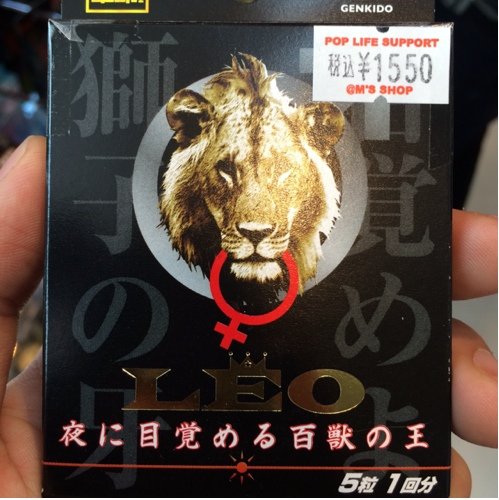 GENKIDO
POP LIFE SUPPORT
税込¥1550
@M'S SHOP
覚めよ
獅子の牙
LEO
夜に目覚める百獣の王
5粒 1回分